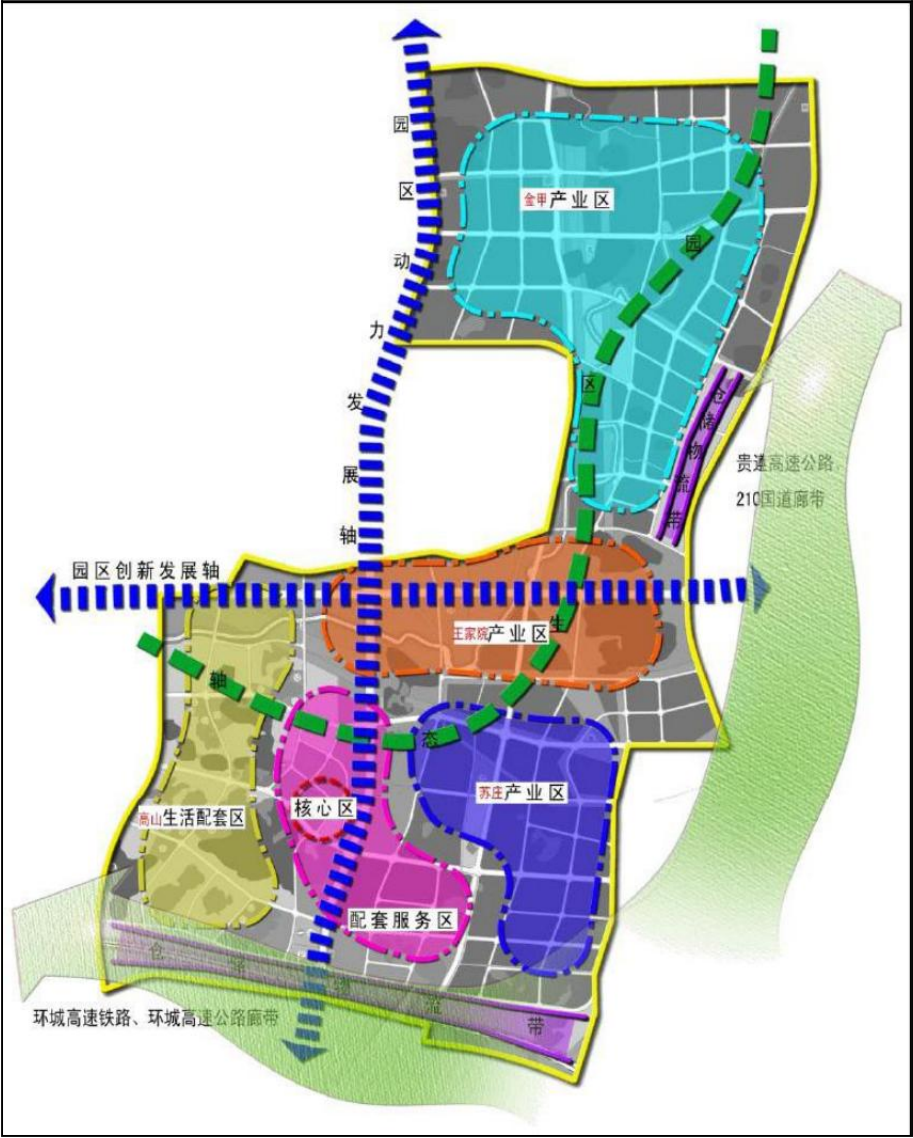 园区动力发展轴
金甲产业区
园区生态轴
仓储物流带
贵遵高速公路、
210国道廊带
园区创新发展轴
王家院产业区
苏庄产业区
核心区
高山生活配套区
配套服务区
仓储物流带
环城高速铁路、环城高速公路廊带